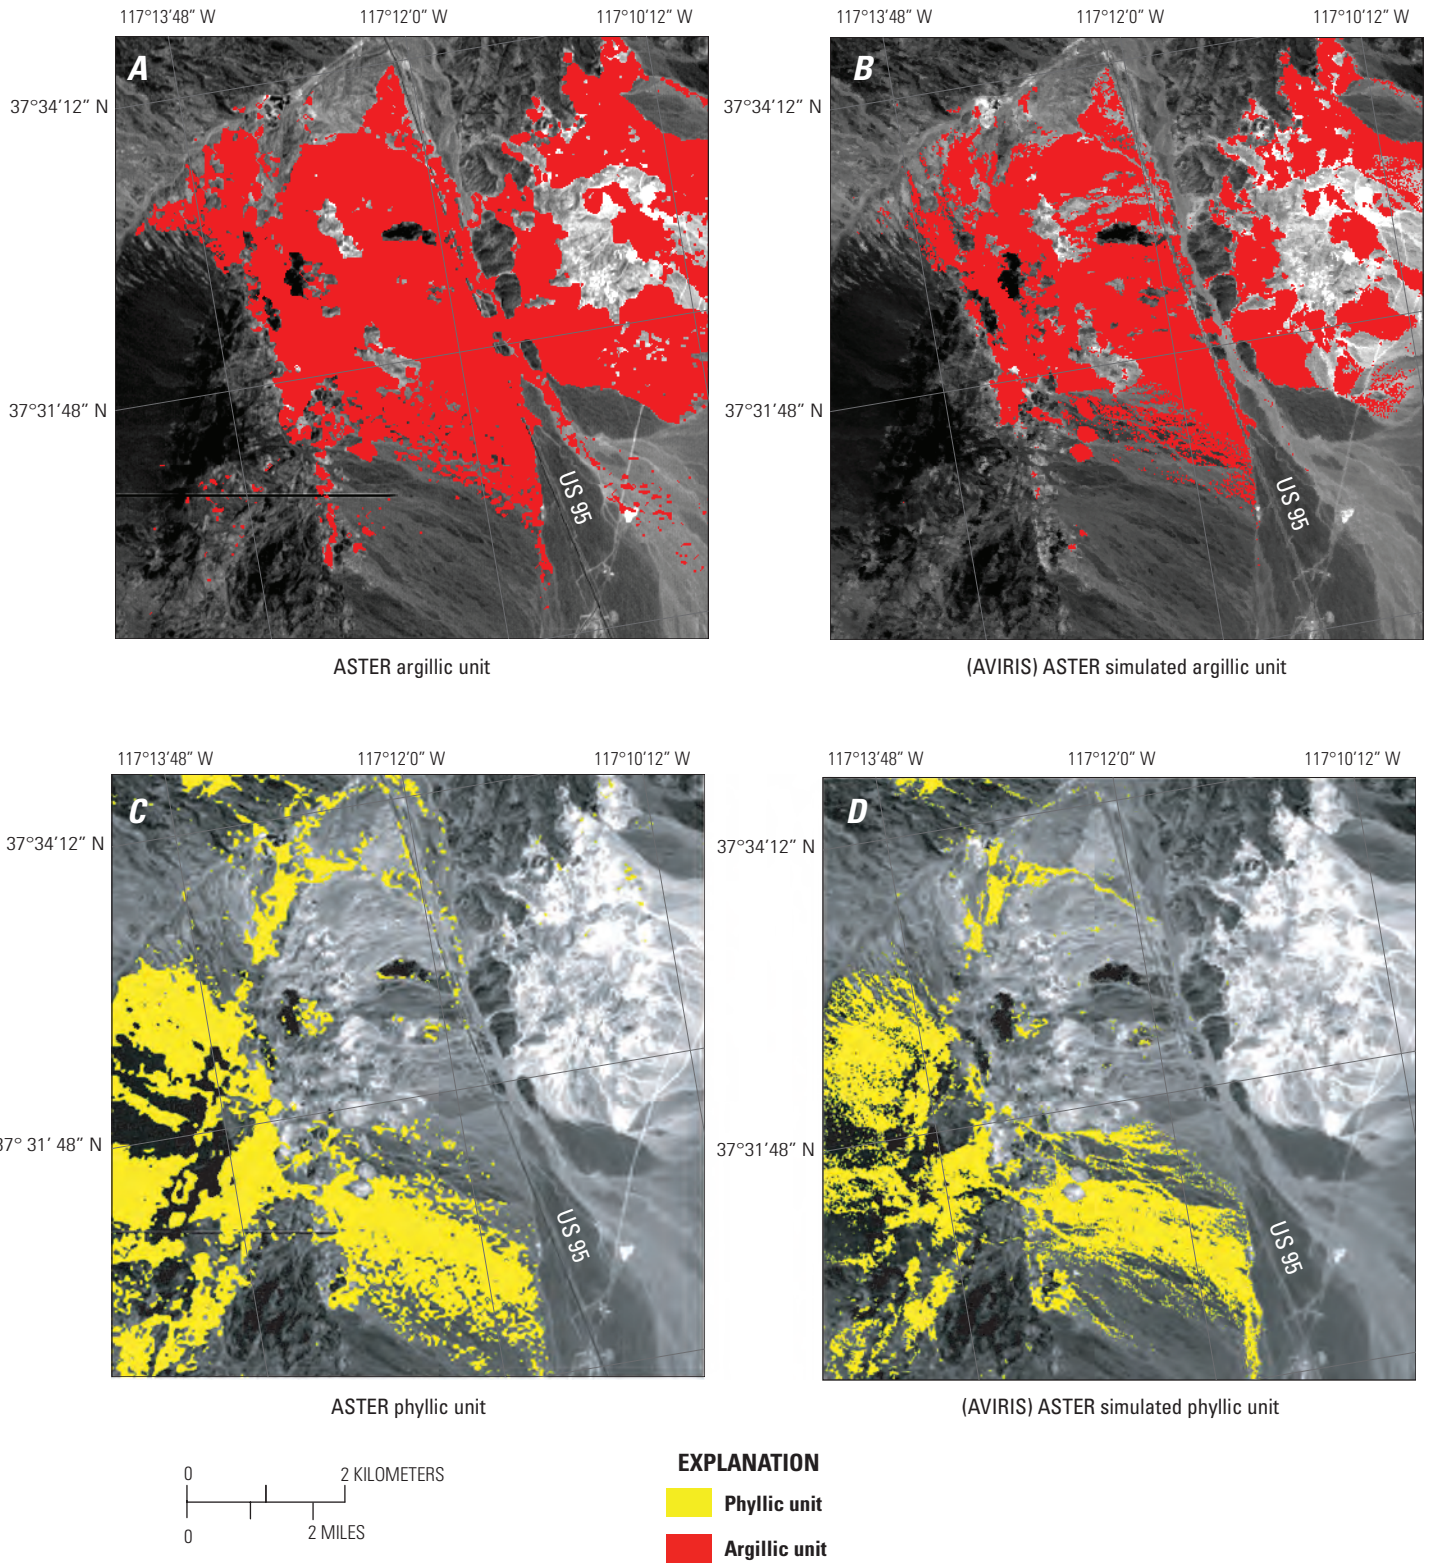 117°13'48" W 117°12'0" W 117°10'12" W
117°13'48" W 117°12'0" W 117°10'12" W
A
B
37°34'12" N
37°34'12" N
37°31'48" N
37°31'48" N
US 95
US 95
ASTER argillic unit
(AVIRIS) ASTER simulated argillic unit
117°13'48" W 117°12'0" W 117°10'12" W
117°13'48" W 117°12'0" W 117°10'12" W
C
D
37°34'12" N
37°34'12" N
37° 31' 48" N
37°31'48" N
US 95
US 95
ASTER phyllic unit
(AVIRIS) ASTER simulated phyllic unit
0 2 KILOMETERS
0 2 MILES
EXPLANATION
Phyllic unit
Argillic unit